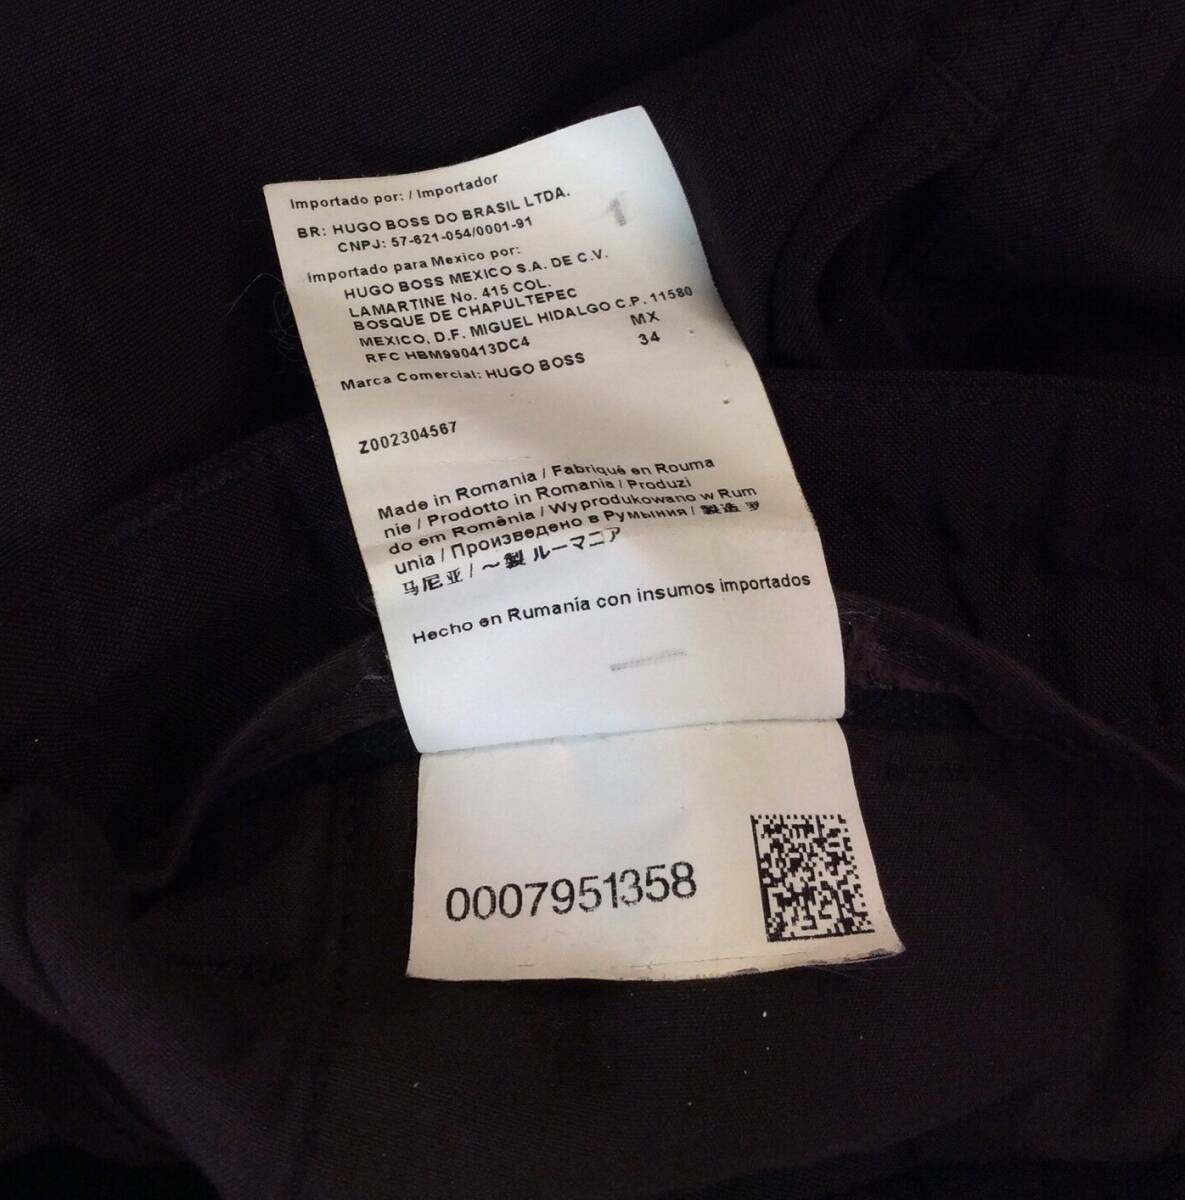 Importado por: / Importador
BR: HUGO BOSS DO BRASIL LTDA.
CNPJ: 57-621-054/0001-91
Importado para Mexico por:
HUGO BOSS MEXICO S.A. DE C.V.
LAMARTINE No. 415 COL.
BOSQUE DE CHAPULTEPEC
MEXICO, D.F. MIGUEL HIDALGO C.P. 11580
RFC HBM990413DC4 MX
Marca Comercial: HUGO BOSS 34
Z002304567
Made in Romania / Fabriqué en Rouma
nie / Prodotto in Romania / Produzi
do em Romênia / Wyprodukowano w Rum
unia / Произведено в Румынии / 製造 罗
马尼亚 / ～製 ルーマニア
Hecho en Rumanía con insumos importados
0007951358